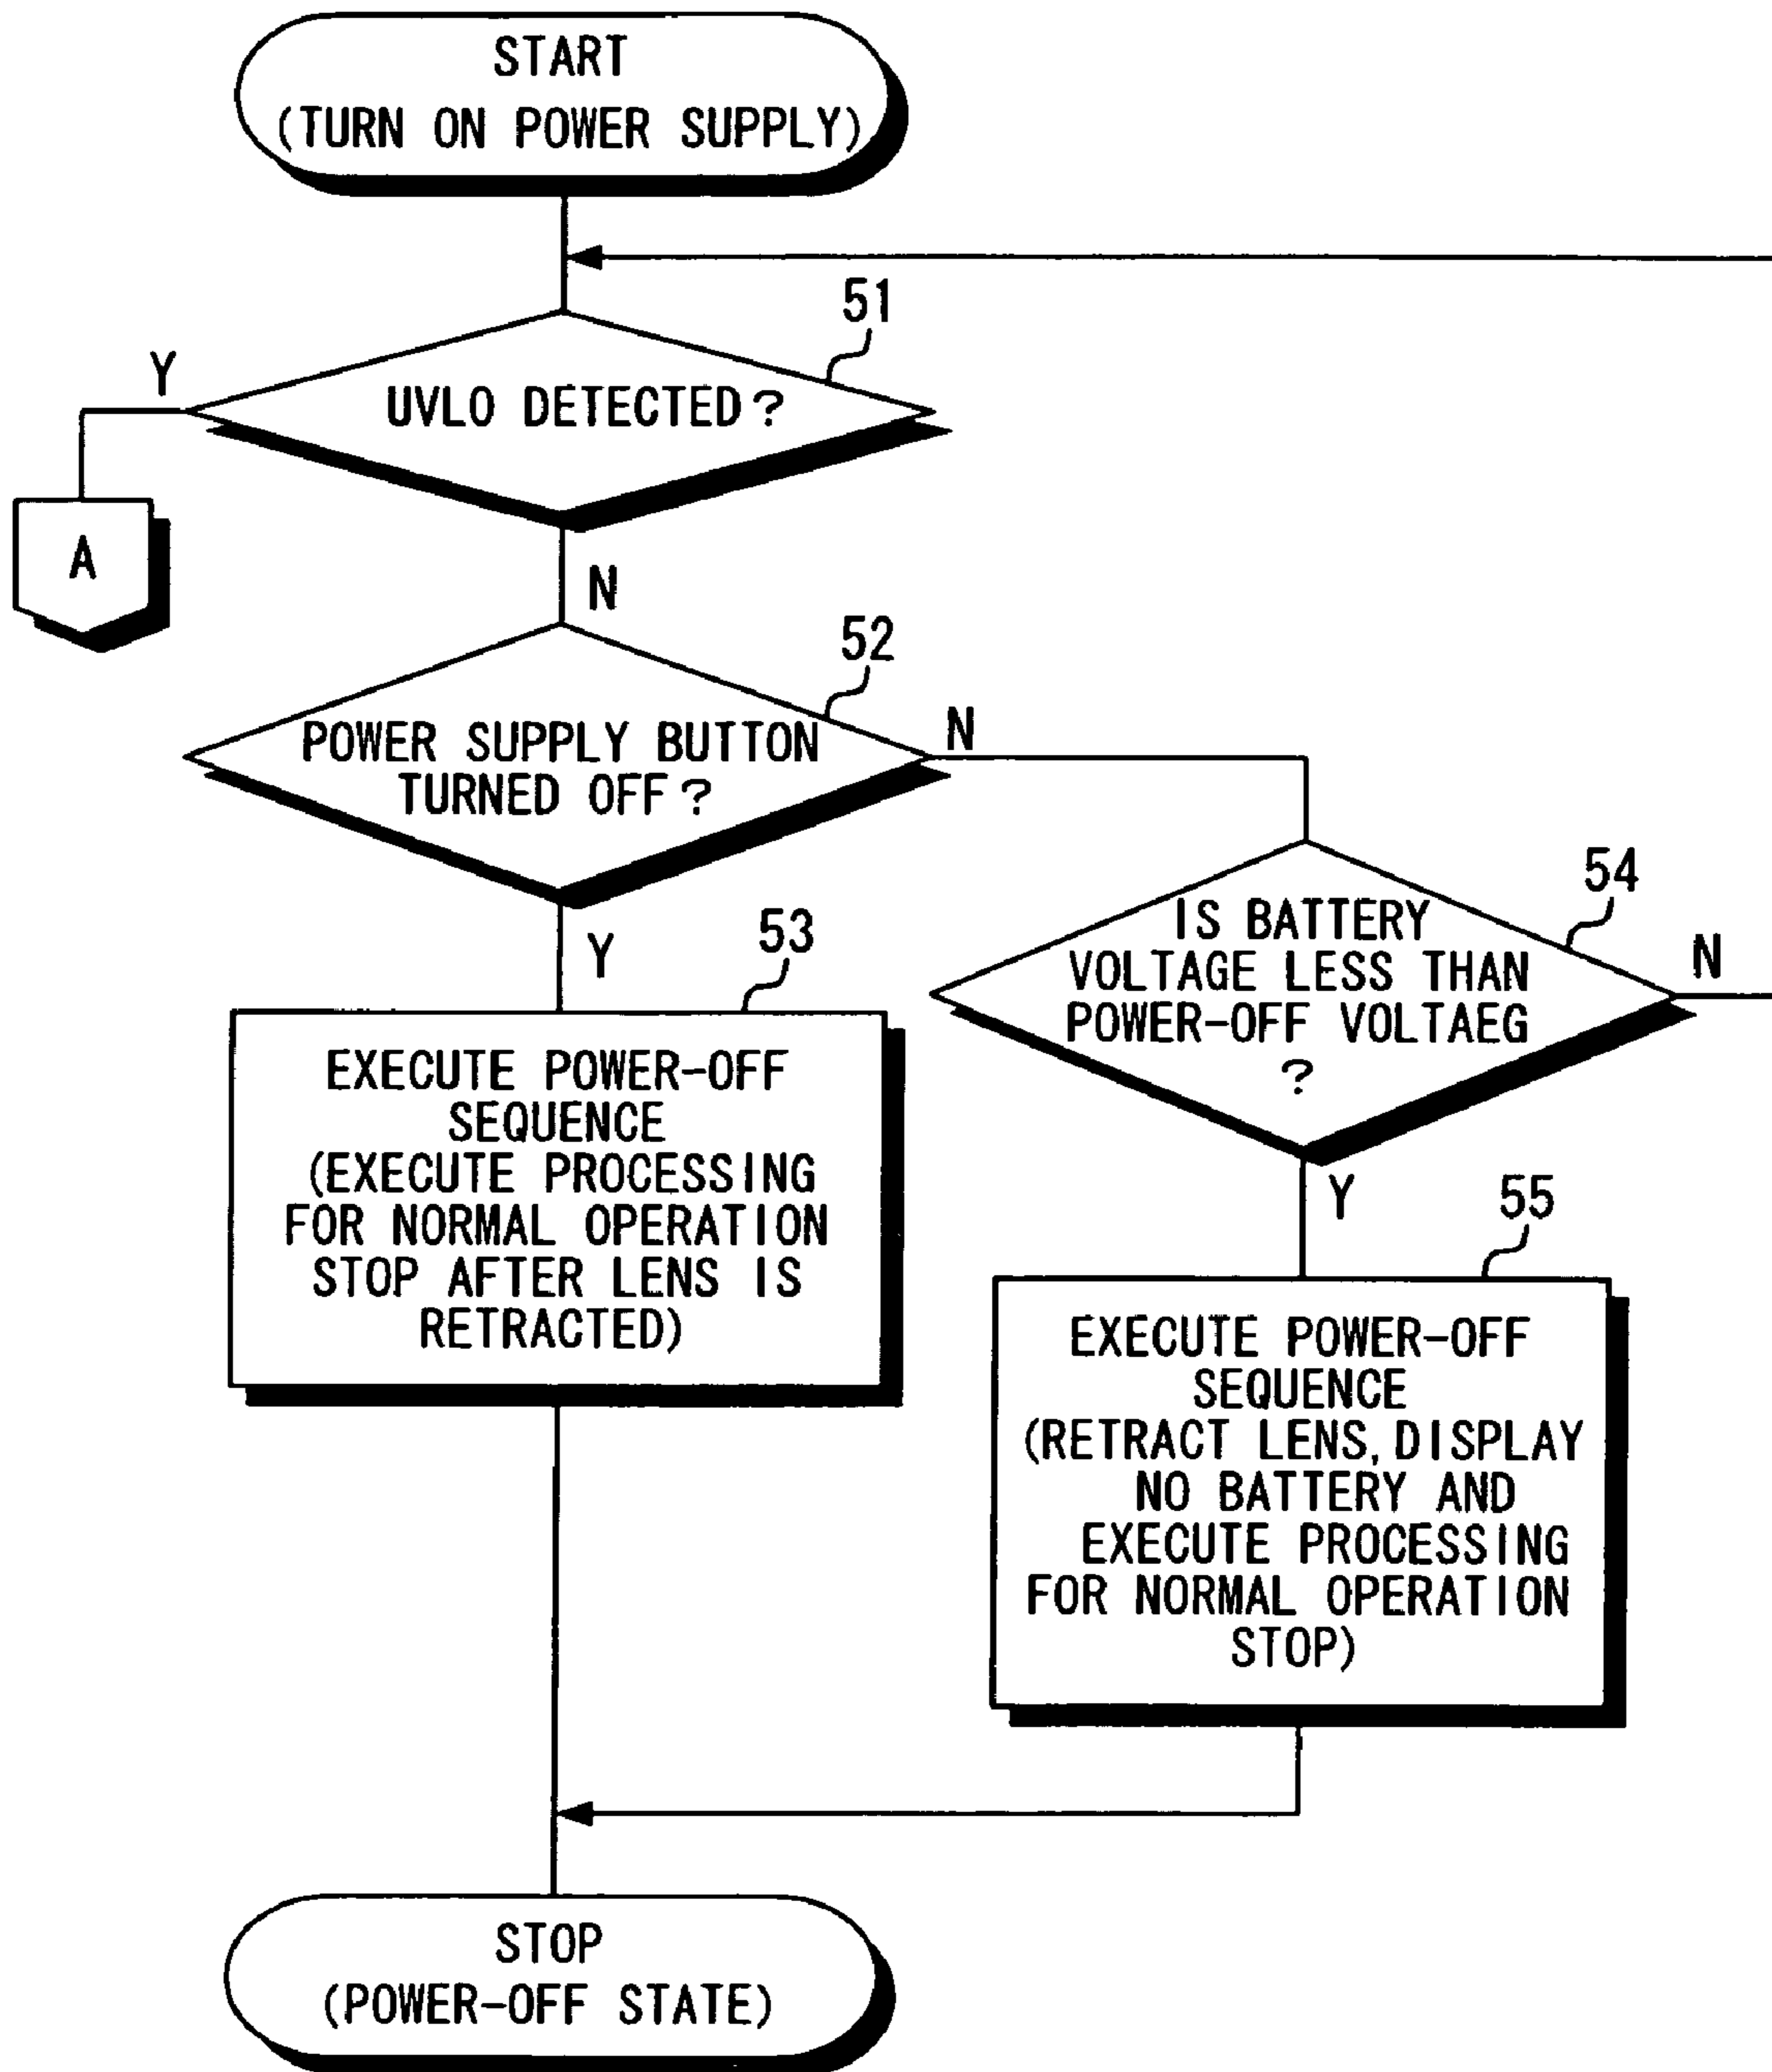 START
(TURN ON POWER SUPPLY)
51
Y
UVLO DETECTED?
A
N
52
POWER SUPPLY BUTTON
TURNED OFF?
N
54
IS BATTERY
VOLTAGE LESS THAN
POWER-OFF VOLTAEG
?
N
Y
53
EXECUTE POWER-OFF
SEQUENCE
(EXECUTE PROCESSING
FOR NORMAL OPERATION
STOP AFTER LENS IS
RETRACTED)
Y
55
EXECUTE POWER-OFF
SEQUENCE
(RETRACT LENS, DISPLAY
NO BATTERY AND
EXECUTE PROCESSING
FOR NORMAL OPERATION
STOP)
STOP
(POWER-OFF STATE)